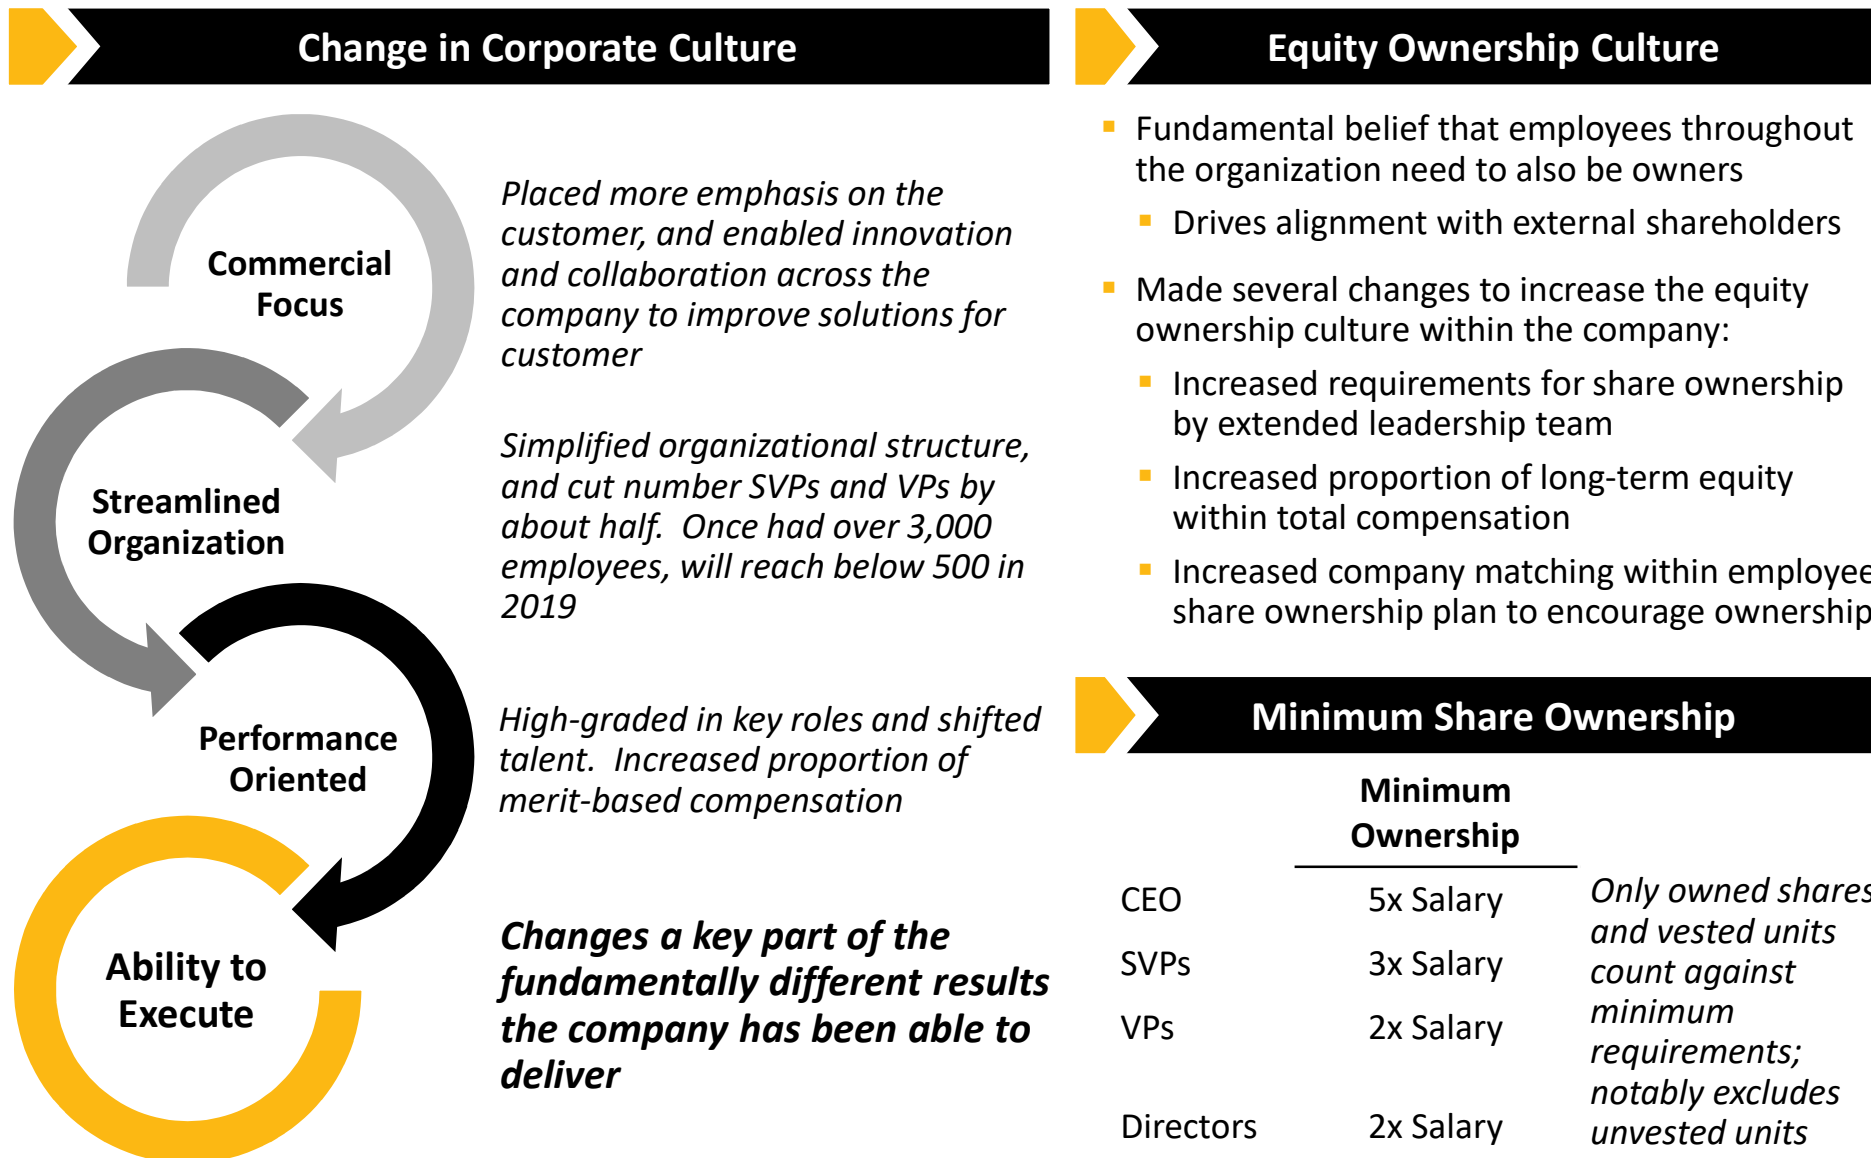 Change in Corporate Culture
Commercial
Focus
Placed more emphasis on the
customer, and enabled innovation
and collaboration across the
company to improve solutions for
customer
Streamlined
Organization
Simplified organizational structure,
and cut number SVPs and VPs by
about half.  Once had over 3,000
employees, will reach below 500 in
2019
Performance
Oriented
High-graded in key roles and shifted
talent.  Increased proportion of
merit-based compensation
Ability to
Execute
Changes a key part of the
fundamentally different results
the company has been able to
deliver
Equity Ownership Culture
▪ Fundamental belief that employees throughout
the organization need to also be owners
▪ Drives alignment with external shareholders
▪ Made several changes to increase the equity
ownership culture within the company:
▪ Increased requirements for share ownership
by extended leadership team
▪ Increased proportion of long-term equity
within total compensation
▪ Increased company matching within employee
share ownership plan to encourage ownership
Minimum Share Ownership
Minimum
Ownership
CEO 5x Salary
SVPs 3x Salary
VPs 2x Salary
Directors 2x Salary
Only owned shares
and vested units
count against
minimum
requirements;
notably excludes
unvested units